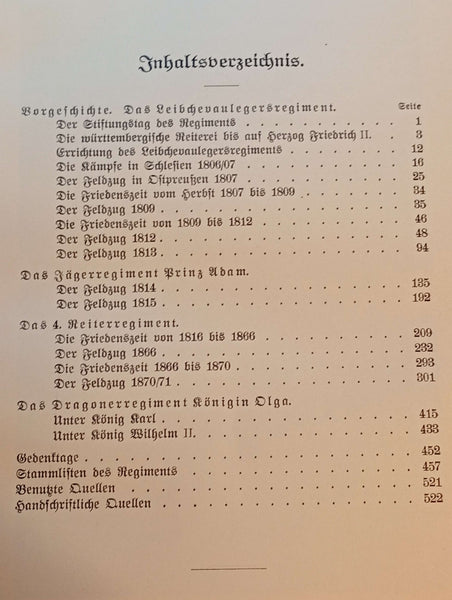 Inhaltsverzeichnis.
Vorgeschichte. Das Leibchevaulegersregiment. Seite
Der Stiftungstag des Regiments . . . . . . . . . . 1
Die württembergische Reiterei bis auf Herzog Friedrich II. . 3
Errichtung des Leibchevaulegersregiments . . . . . . . 12
Die Kämpfe in Schlesien 1806/07 . . . . . . . . . . 16
Der Feldzug in Ostpreußen 1807 . . . . . . . . . . 25
Die Friedenszeit vom Herbst 1807 bis 1809 . . . . . . . 34
Der Feldzug 1809 . . . . . . . . . . . . . . . 35
Die Friedenszeit von 1809 bis 1812 . . . . . . . . . 46
Der Feldzug 1812 . . . . . . . . . . . . . . . 48
Der Feldzug 1813 . . . . . . . . . . . . . . . 94
Das Jägerregiment Prinz Adam.
Der Feldzug 1814 . . . . . . . . . . . . . . . 135
Der Feldzug 1815 . . . . . . . . . . . . . . . 192
Das 4. Reiterregiment.
Die Friedenszeit von 1816 bis 1866 . . . . . . . . . 209
Der Feldzug 1866 . . . . . . . . . . . . . . . 232
Die Friedenszeit 1866 bis 1870 . . . . . . . . . . . 293
Der Feldzug 1870/71 . . . . . . . . . . . . . . 301
Das Dragonerregiment Königin Olga.
Unter König Karl . . . . . . . . . . . . . . . 415
Unter König Wilhelm II. . . . . . . . . . . . . . 433
Gedenktage . . . . . . . . . . . . . . . . . . 452
Stammlisten des Regiments . . . . . . . . . . . . . 457
Benutzte Quellen . . . . . . . . . . . . . . . . 521
Handschriftliche Quellen . . . . . . . . . . . . . . 522